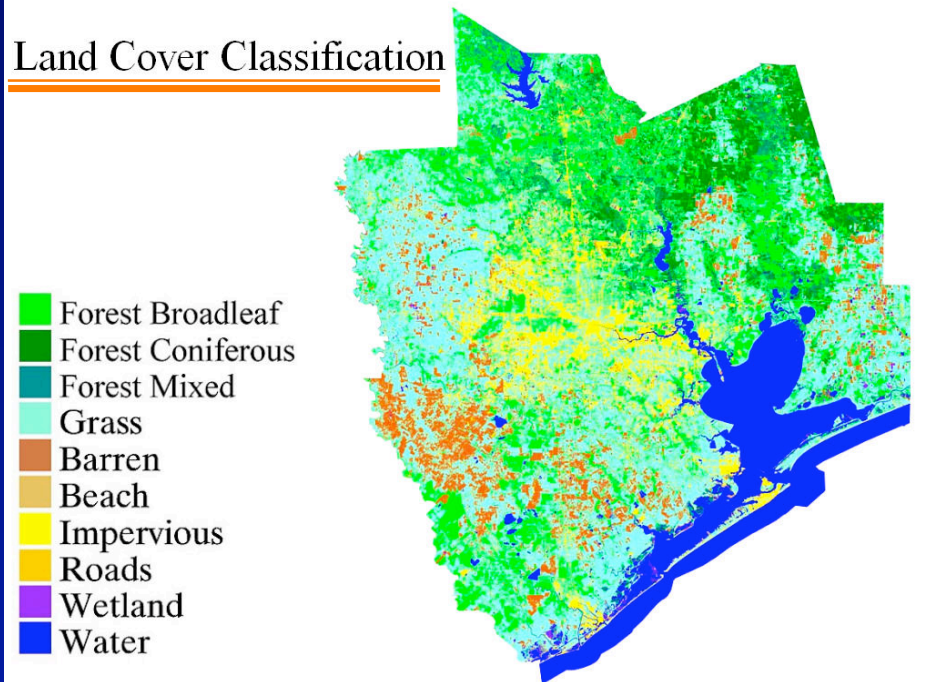 Land Cover Classification
Forest Broadleaf
Forest Coniferous
Forest Mixed
Grass
Barren
Beach
Impervious
Roads
Wetland
Water